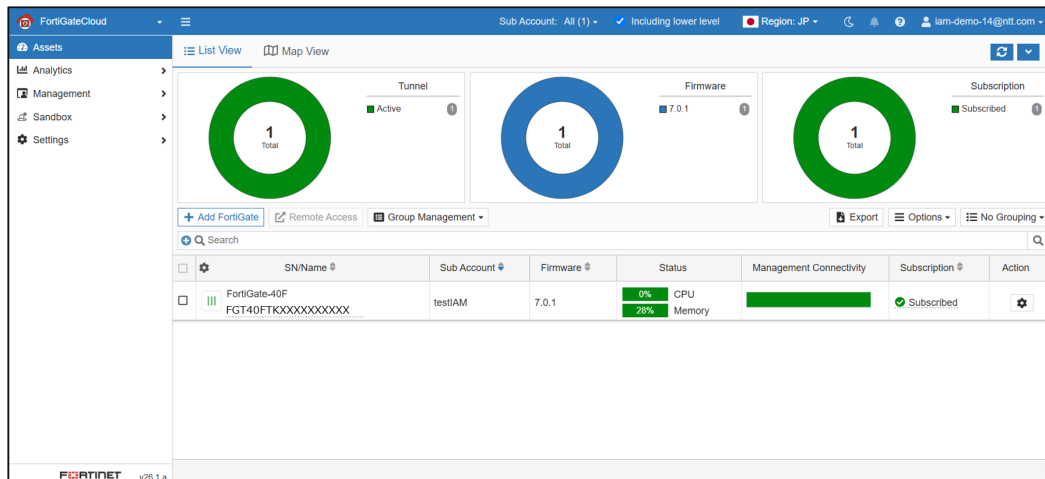 FortiGateCloud
Sub Account: All (1)
Including lower level
Region: JP
iam-demo-14@ntt.com
Assets
Analytics
Management
Sandbox
Settings
List View
Map View
Tunnel
Active 1
1
Total
Firmware
7.0.1 1
1
Total
Subscription
Subscribed 1
1
Total
+ Add FortiGate
Remote Access
Group Management
Export
Options
No Grouping
Search
SN/Name
Sub Account
Firmware
Status
Management Connectivity
Subscription
Action
FortiGate-40F
FGT40FTKXXXXXXXXXX
testIAM
7.0.1
0% CPU
28% Memory
Subscribed
FORTINET v26.1.a